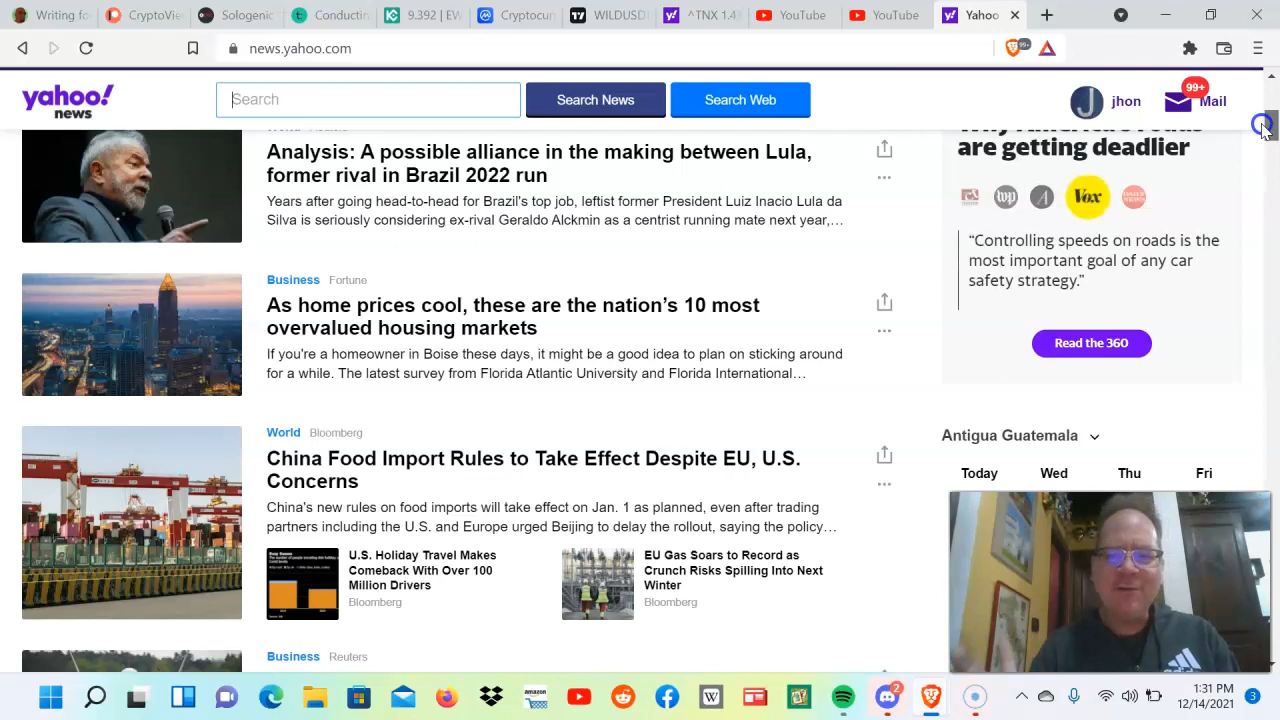 Sologenic
9.392 | EW
Coinpro
WILDUSDT
^TNX 1.4
YouTube
YouTube
Yahoo!
news.yahoo.com
99+
yahoo!
news
Search
Search News
Search Web
J
jhon
99+
Mail
Analysis: A possible alliance in the making between Lula,
former rival in Brazil 2022 run
Years after going head-to-head for Brazil's top job, leftist former President Luiz Inacio Lula da
Silva is seriously considering ex-rival Geraldo Alckmin as a centrist running mate next year,…
Business Fortune
As home prices cool, these are the nation's 10 most
overvalued housing markets
If you're a homeowner in Boise these days, it might be a good idea to plan on sticking around
for a while. The latest survey from Florida Atlantic University and Florida International…
World Bloomberg
China Food Import Rules to Take Effect Despite EU, U.S.
Concerns
China's new rules on food imports will take effect on Jan. 1 as planned, even after trading
partners including the U.S. and Europe urged Beijing to delay the rollout, saying the policy…
U.S. Holiday Travel Makes
Comeback With Over 100
Million Drivers
Bloomberg
EU Gas Soars to Record as
Crunch Risks Spilling Into Next
Winter
Bloomberg
Business Reuters
are getting deadlier
wp
A
Vox
“Controlling speeds on roads is the
most important goal of any car
safety strategy.”
Read the 360
Antigua Guatemala
Today Wed Thu Fri
amazon
W
2
1:31 PM
12/14/2021
3